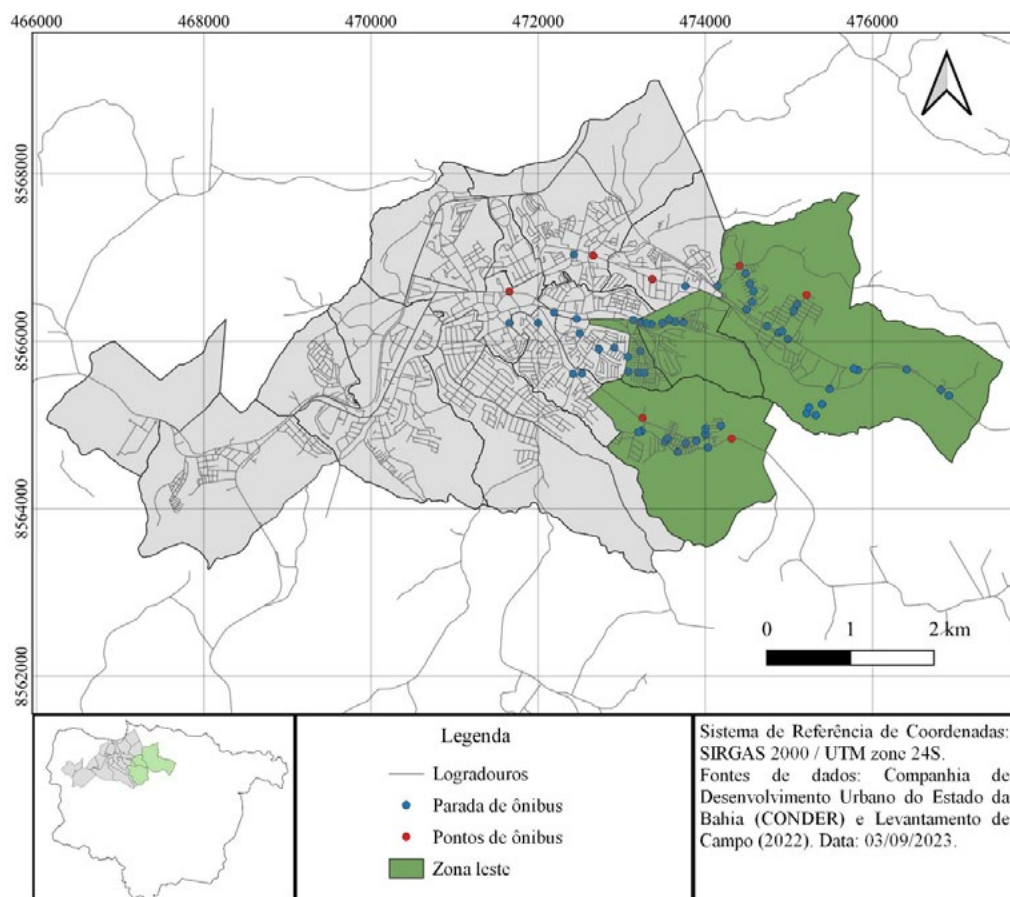 466000 468000 470000 472000 474000 476000
8568000
8566000
8564000
8562000
0 1 2 km
Legenda
Logradouros
Parada de ônibus
Pontos de ônibus
Zona leste
Sistema de Referência de Coordenadas:
SIRGAS 2000 / UTM zone 24S.
Fontes de dados: Companhia de
Desenvolvimento Urbano do Estado da
Bahia (CONDER) e Levantamento de
Campo (2022). Data: 03/09/2023.